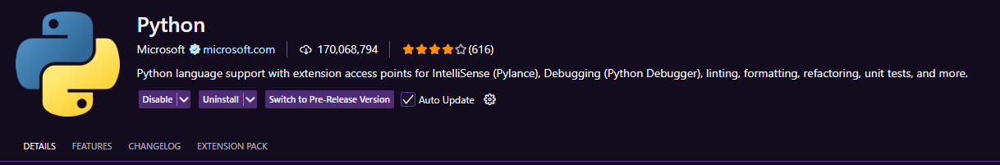 Python
Microsoft microsoft.com 170,068,794 (616)
Python language support with extension access points for IntelliSense (Pylance), Debugging (Python Debugger), linting, formatting, refactoring, unit tests, and more.
Disable Uninstall Switch to Pre-Release Version Auto Update
DETAILS FEATURES CHANGELOG EXTENSION PACK